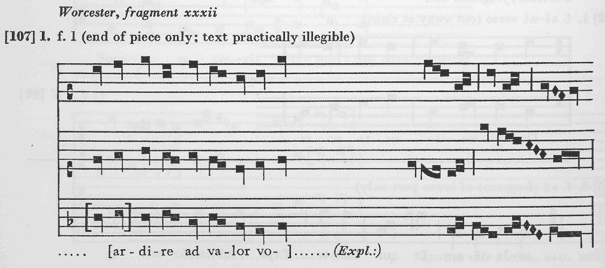 Worcester, fragment xxxii
[107] 1. f. 1 (end of piece only; text practically illegible)
..... [ar - di - re ad va - lor vo - ]......(Expl.:)